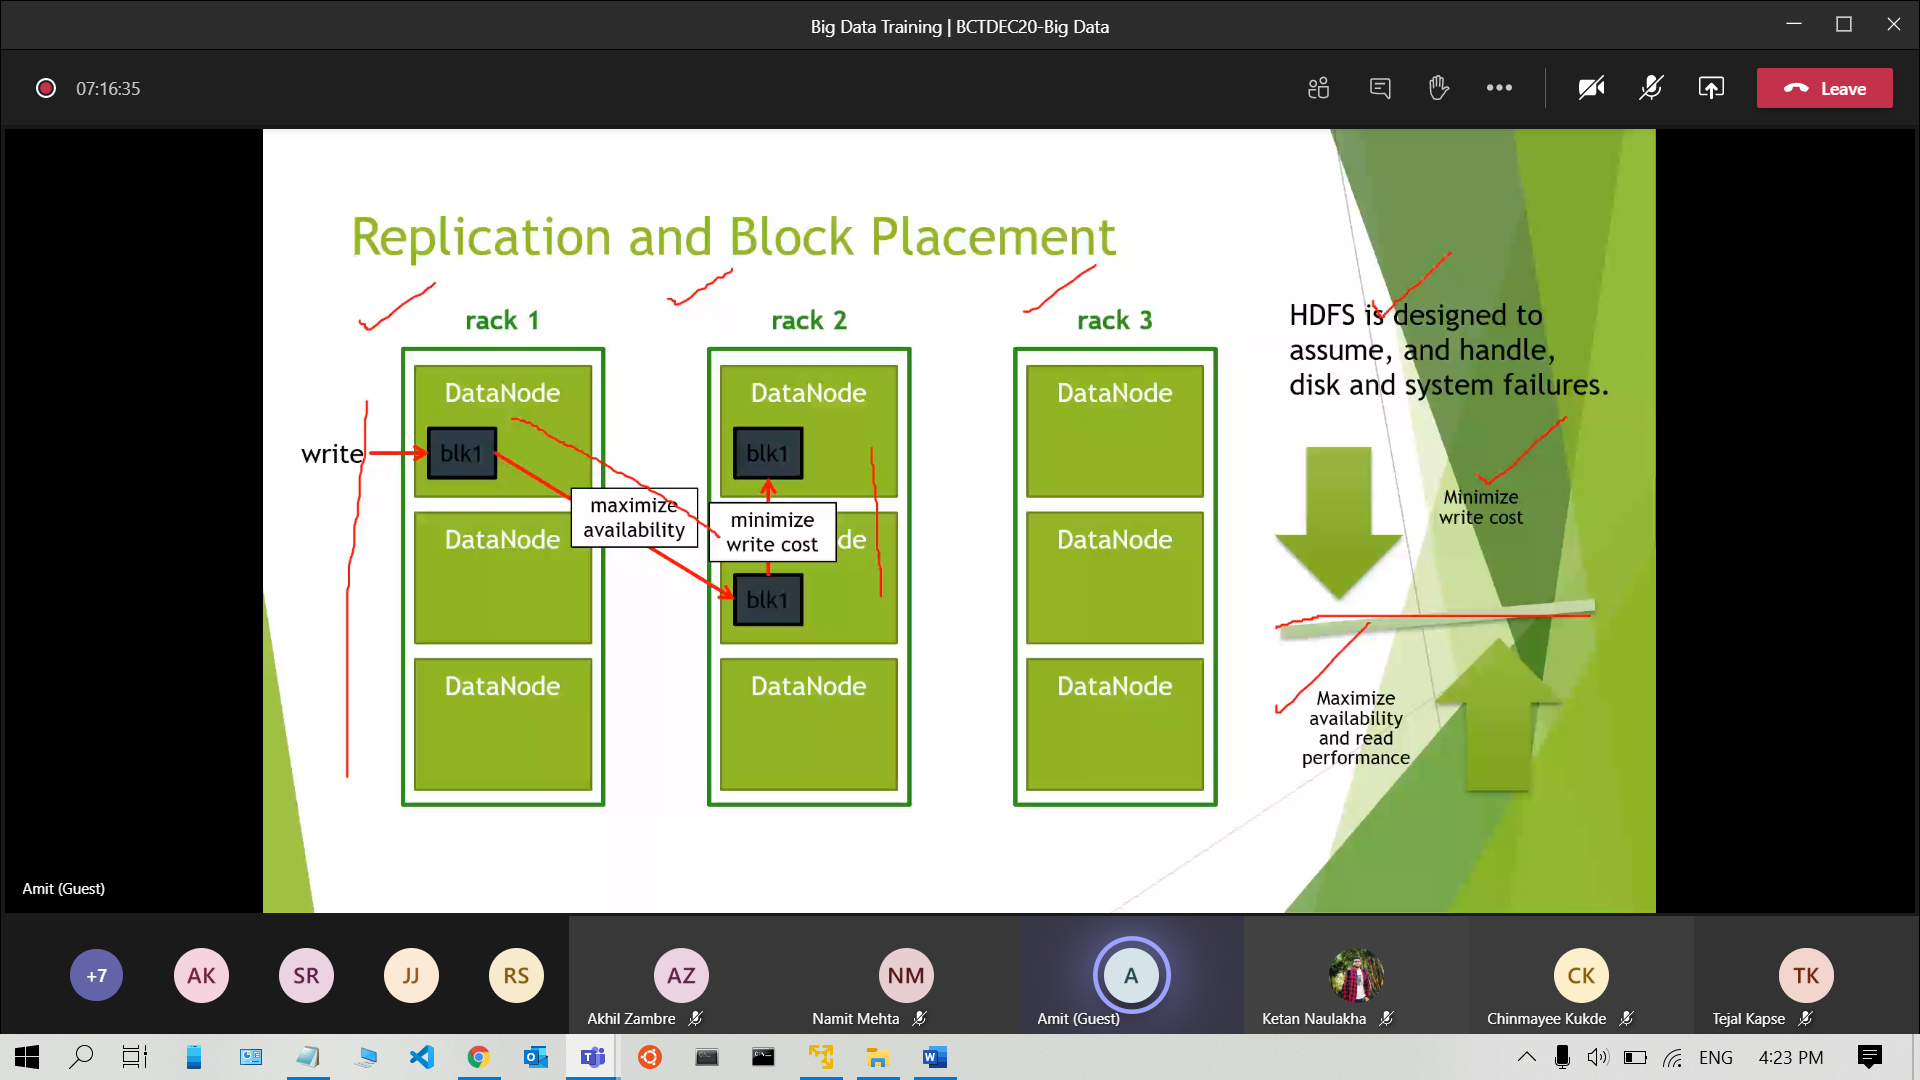 Big Data Training | BCTDEC20-Big Data
07:16:35
Leave
Replication and Block Placement
rack 1
rack 2
rack 3
HDFS is designed to
assume, and handle,
disk and system failures.
DataNode
DataNode
DataNode
write
blk1
blk1
maximize
availability
minimize
write cost
Minimize
write cost
DataNode
de
DataNode
blk1
DataNode
DataNode
DataNode
Maximize
availability
and read
performance
Amit (Guest)
+7
AK
SR
JJ
RS
AZ
NM
A
CK
TK
Akhil Zambre
Namit Mehta
Amit (Guest)
Ketan Naulakha
Chinmayee Kukde
Tejal Kapse
ENG
4:23 PM